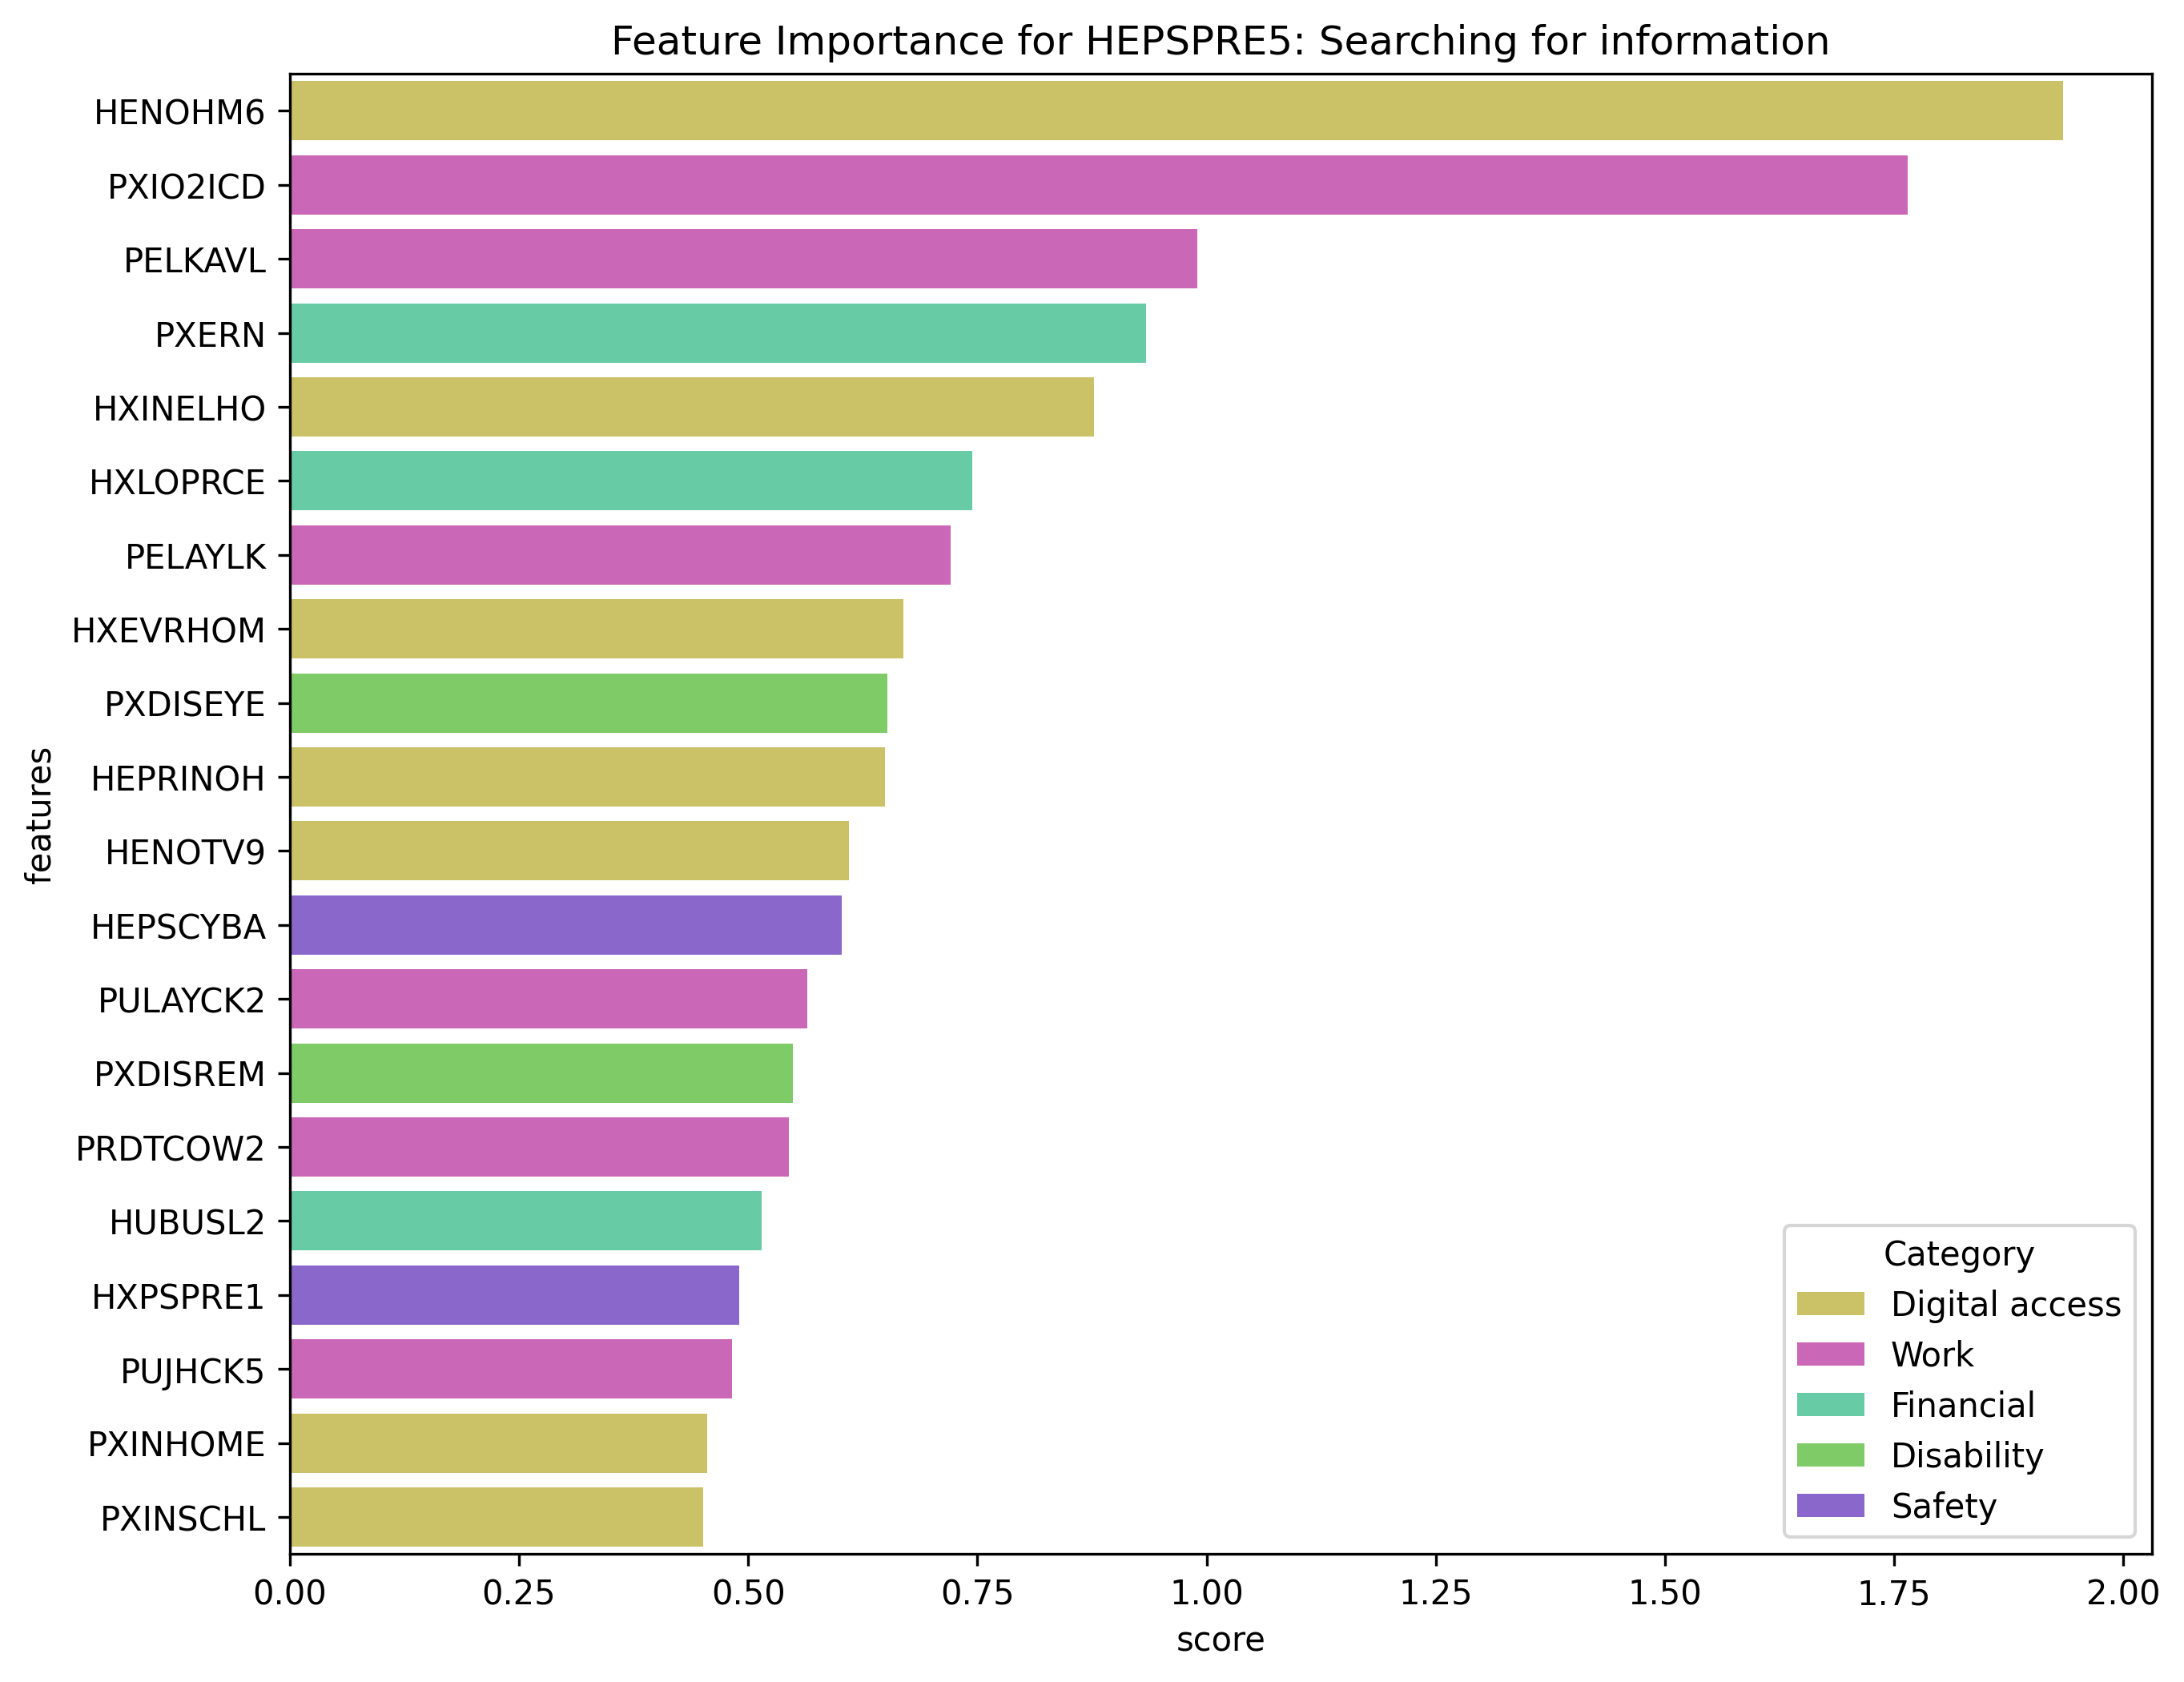 Feature Importance for HEPSPRE5: Searching for information
HENOHM6
PXIO2ICD
PELKAVL
PXERN
HXINELHO
HXLOPRCE
PELAYLK
HXEVRHOM
PXDISEYE
HEPRINOH
HENOTV9
HEPSCYBA
PULAYCK2
PXDISREM
PRDTCOW2
HUBUSL2
HXPSPRE1
PUJHCK5
PXINHOME
PXINSCHL
features
Category
Digital access
Work
Financial
Disability
Safety
0.00 0.25 0.50 0.75 1.00 1.25 1.50 1.75 2.00
score